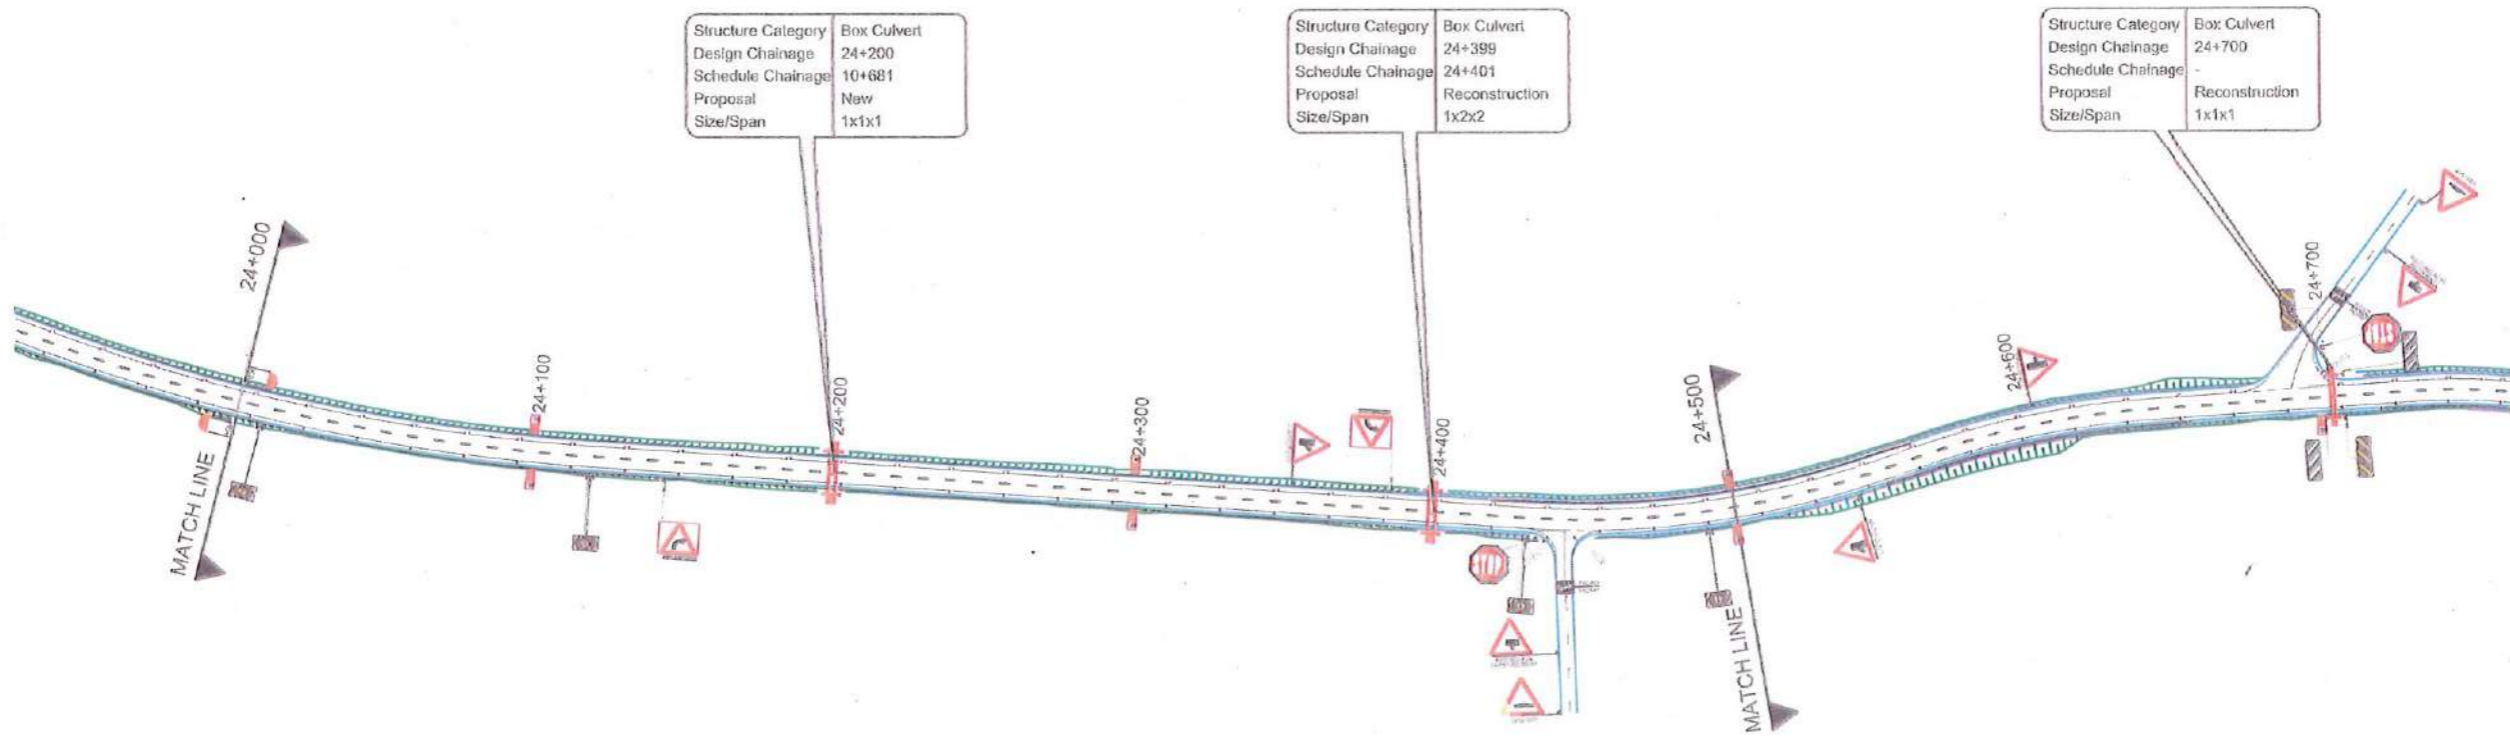 Structure Category Box Culvert
Design Chainage 24+200
Schedule Chainage 10+681
Proposal New
Size/Span 1x1x1
Structure Category Box Culvert
Design Chainage 24+399
Schedule Chainage 24+401
Proposal Reconstruction
Size/Span 1x2x2
Structure Category Box Culvert
Design Chainage 24+700
Schedule Chainage -
Proposal Reconstruction
Size/Span 1x1x1
24+000
MATCH LINE
24+100
24+200
24+300
24+400
24+500
MATCH LINE
24+600
24+700